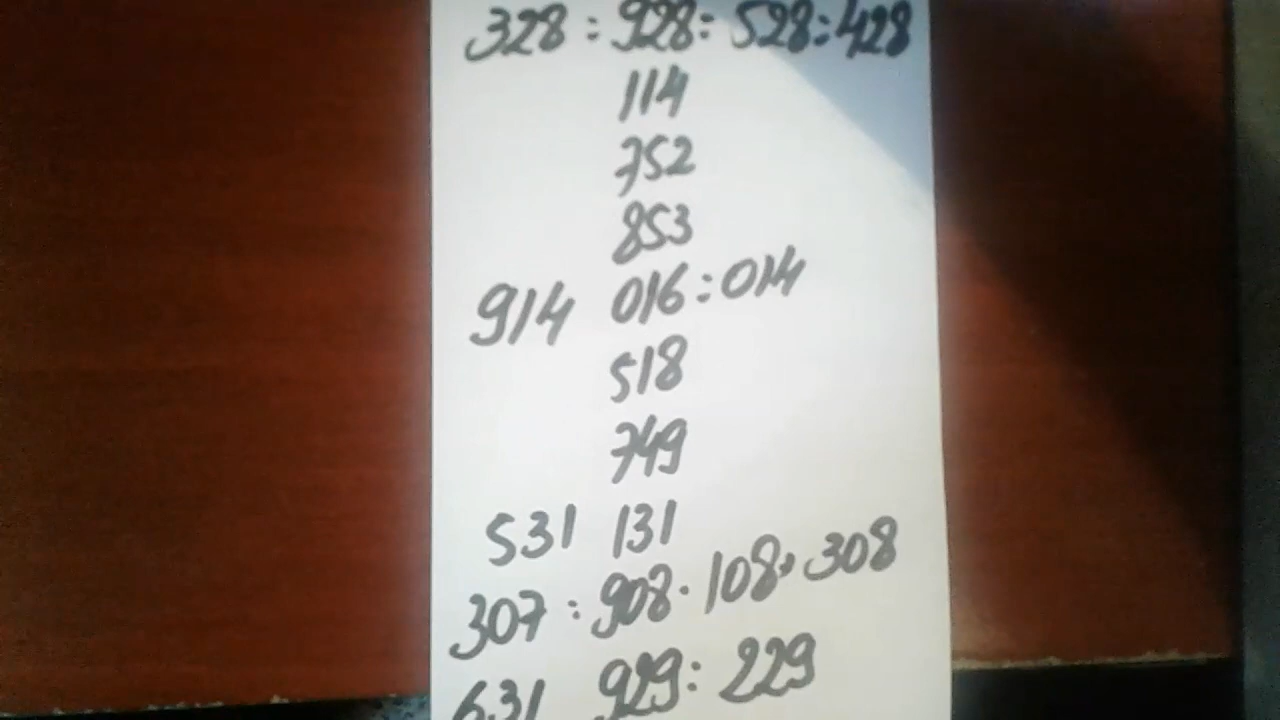 328 : 928 : 528 : 428
114
752
853
914 016 : 014
518
749
531 131
307 : 908 . 108 . 308
631 929 : 229